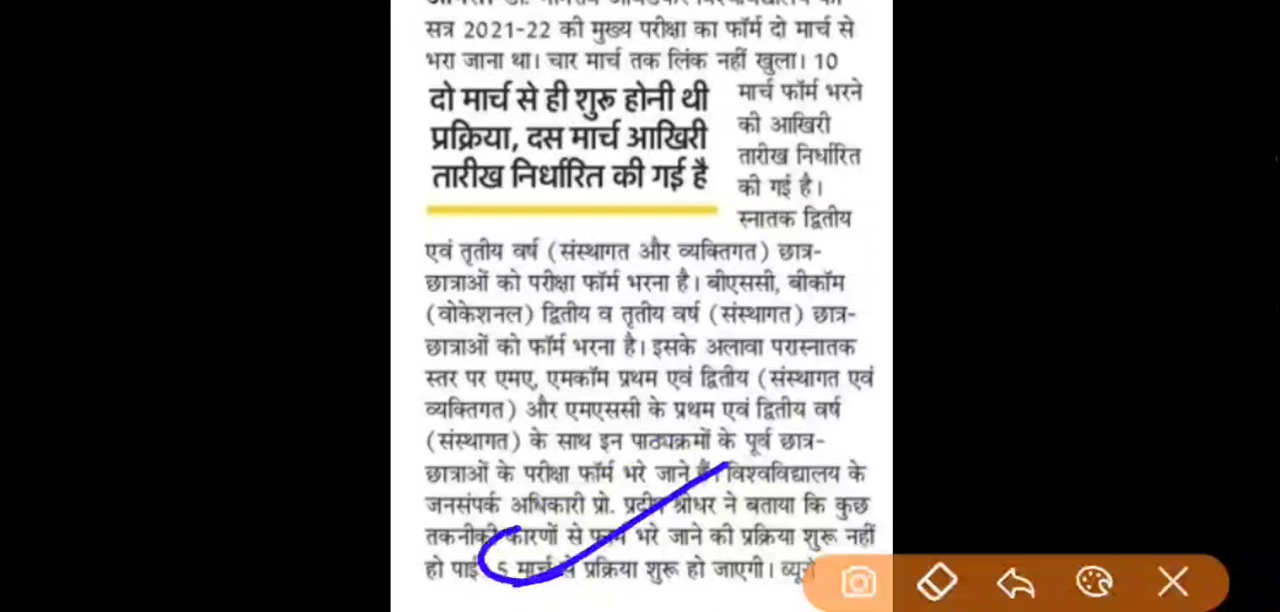 सत्र 2021-22 की मुख्य परीक्षा का फॉर्म दो मार्च से
भरा जाना था। चार मार्च तक लिंक नहीं खुला। 10
दो मार्च से ही शुरू होनी थी
प्रक्रिया, दस मार्च आखिरी
तारीख निर्धारित की गई है
मार्च फॉर्म भरने
की आखिरी
तारीख निर्धारित
की गई है।
स्नातक द्वितीय
एवं तृतीय वर्ष (संस्थागत और व्यक्तिगत) छात्र-
छात्राओं को परीक्षा फॉर्म भरना है। बीएससी, बीकॉम
(वोकेशनल) द्वितीय व तृतीय वर्ष (संस्थागत) छात्र-
छात्राओं को फॉर्म भरना है। इसके अलावा परास्नातक
स्तर पर एमए, एमकॉम प्रथम एवं द्वितीय (संस्थागत एवं
व्यक्तिगत) और एमएससी के प्रथम एवं द्वितीय वर्ष
(संस्थागत) के साथ इन पाठ्यक्रमों के पूर्व छात्र-
छात्राओं के परीक्षा फॉर्म भरे जाने हैं। विश्वविद्यालय के
जनसंपर्क अधिकारी प्रो. प्रदीप श्रीधर ने बताया कि कुछ
तकनीकी कारणों से फार्म भरे जाने की प्रक्रिया शुरू नहीं
हो पाई 5 मार्च से प्रक्रिया शुरू हो जाएगी।